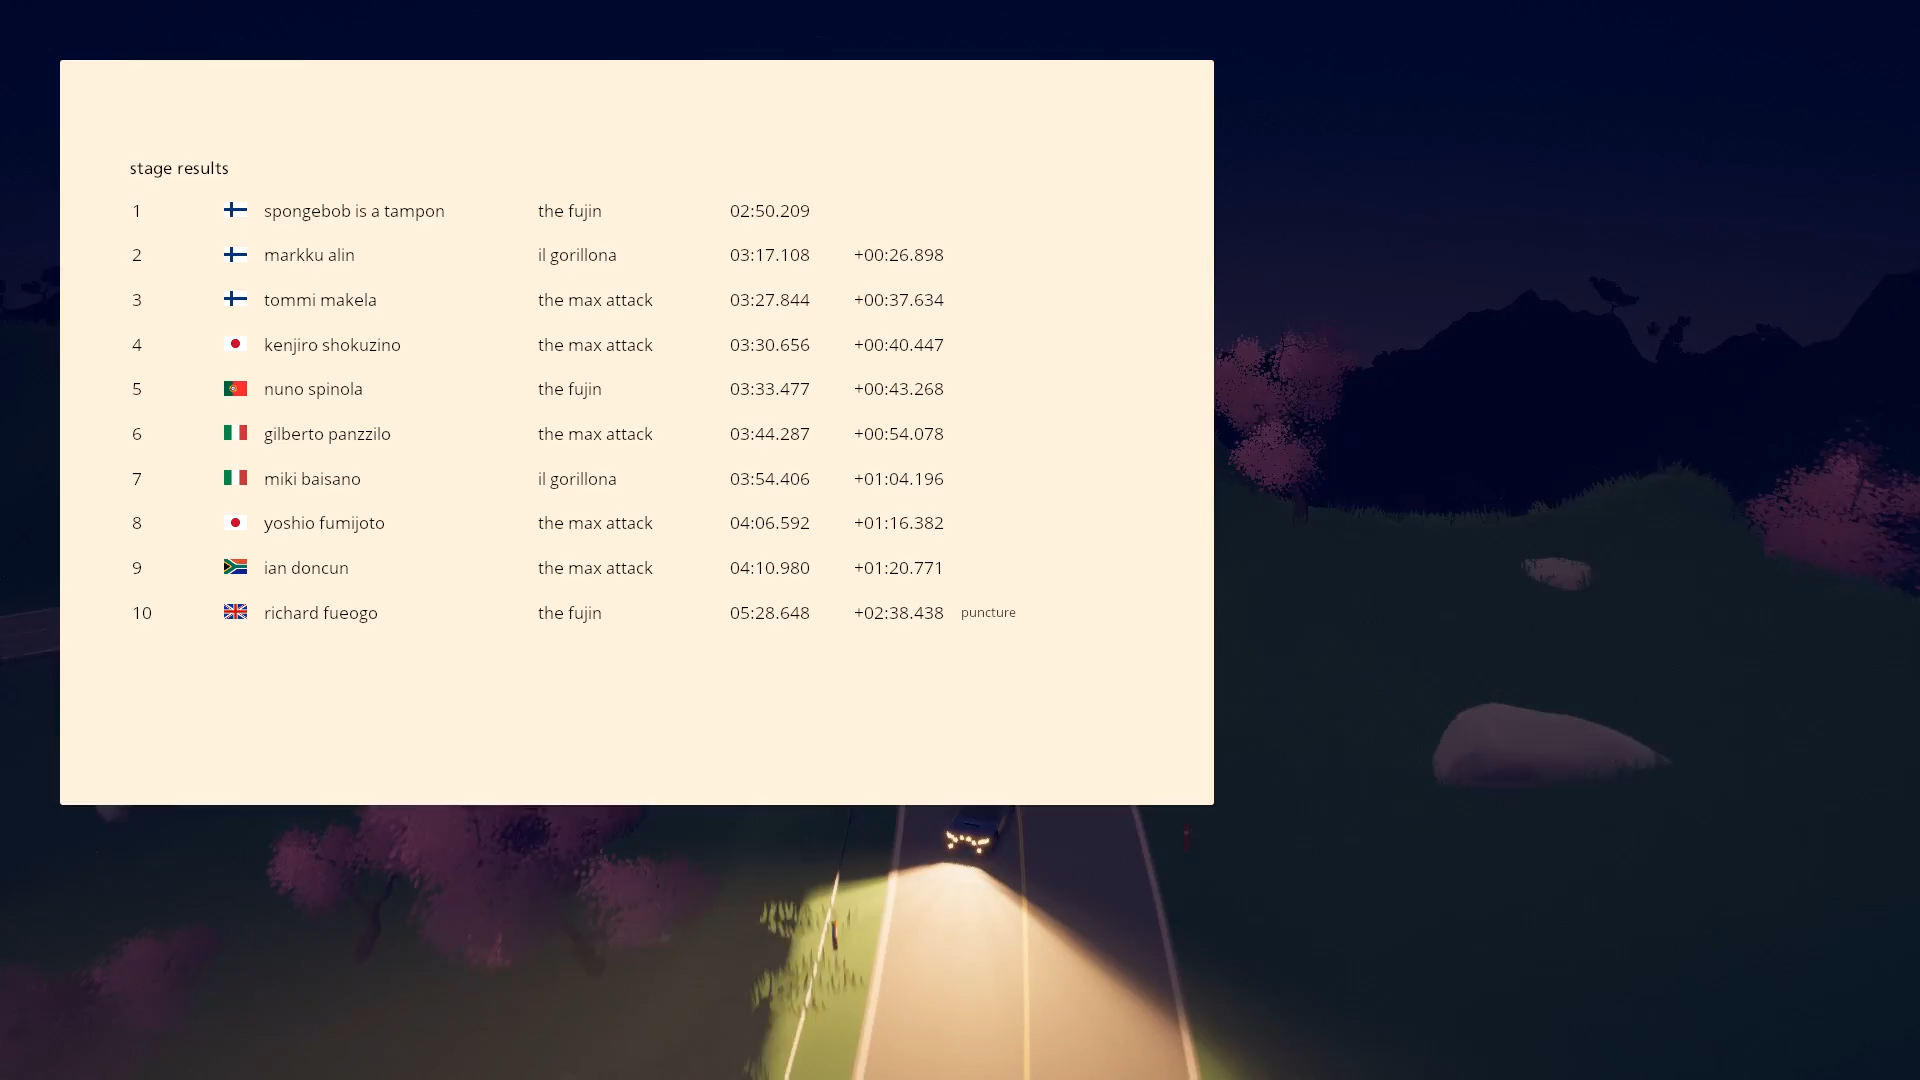 stage results
1 spongebob is a tampon the fujin 02:50.209
2 markku alin il gorillona 03:17.108 +00:26.898
3 tommi makela the max attack 03:27.844 +00:37.634
4 kenjiro shokuzino the max attack 03:30.656 +00:40.447
5 nuno spinola the fujin 03:33.477 +00:43.268
6 gilberto panzzilo the max attack 03:44.287 +00:54.078
7 miki baisano il gorillona 03:54.406 +01:04.196
8 yoshio fumijoto the max attack 04:06.592 +01:16.382
9 ian doncun the max attack 04:10.980 +01:20.771
10 richard fueogo the fujin 05:28.648 +02:38.438 puncture